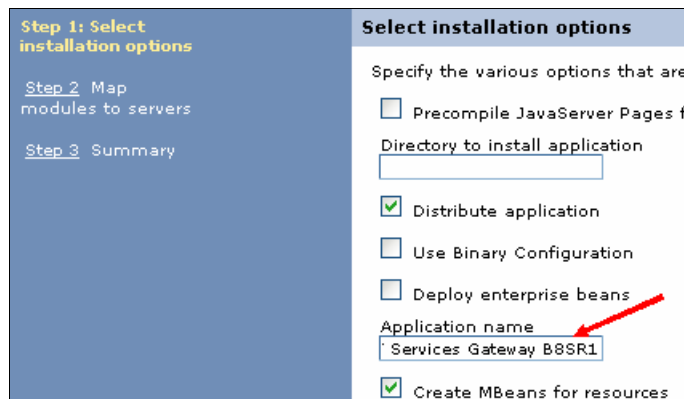 Step 1: Select
installation options
Step 2 Map
modules to servers
Step 3 Summary
Select installation options
Specify the various options that are
Precompile JavaServer Pages f
Directory to install application
Distribute application
Use Binary Configuration
Deploy enterprise beans
Application name
Services Gateway B8SR1
Create MBeans for resources